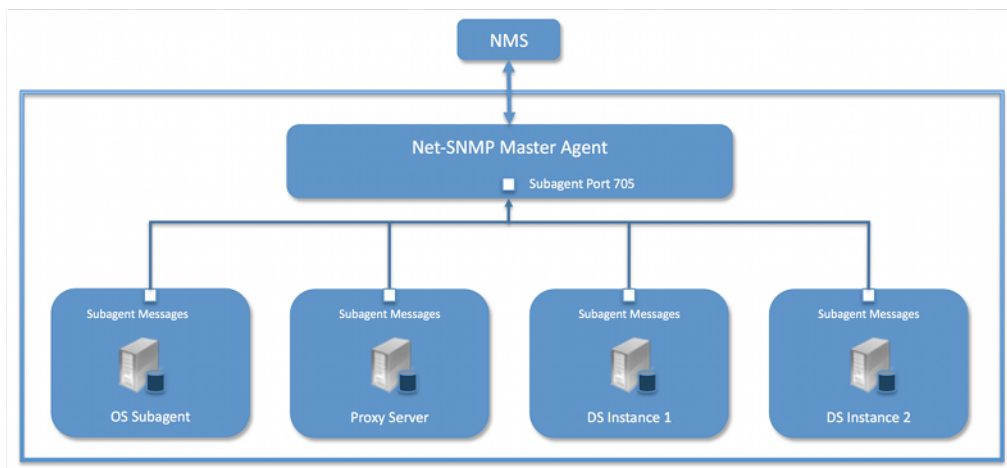 NMS
Net-SNMP Master Agent
Subagent Port 705
Subagent Messages
Subagent Messages
Subagent Messages
Subagent Messages
OS Subagent
Proxy Server
DS Instance 1
DS Instance 2